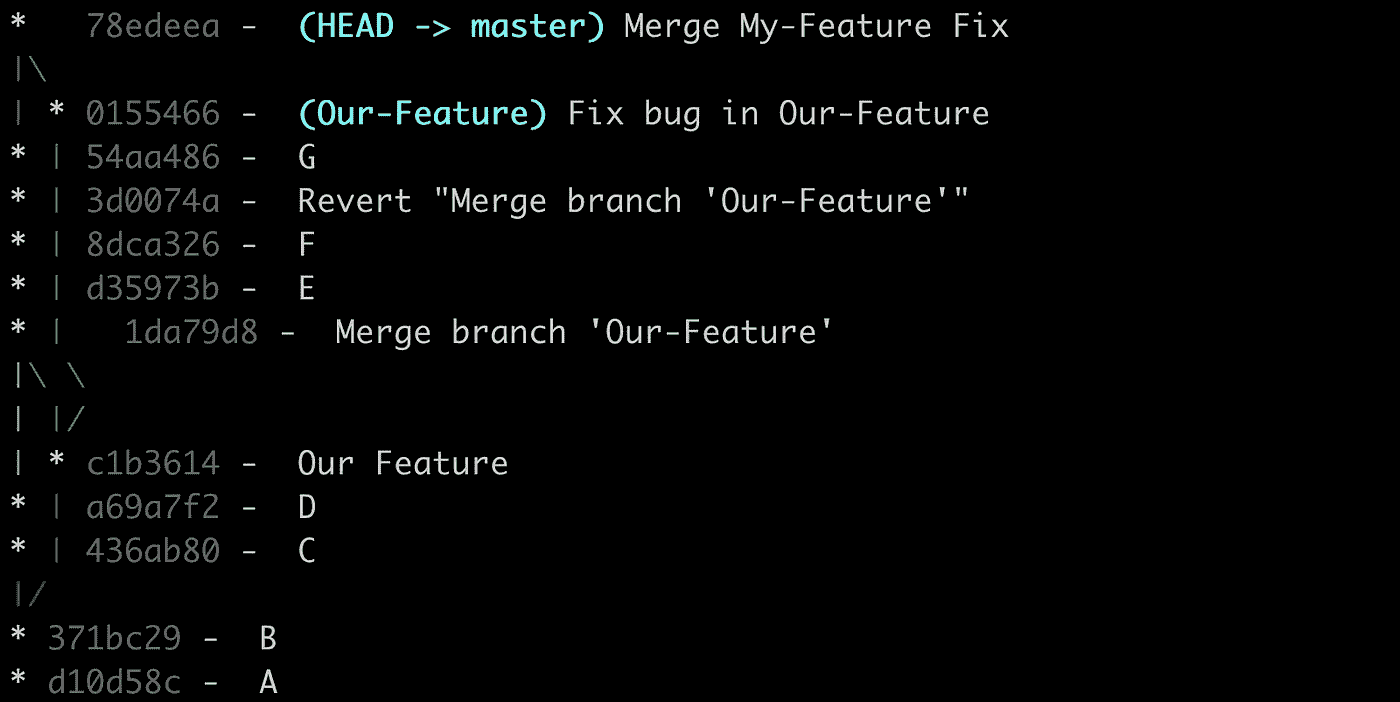 *   78edeea -  (HEAD -> master) Merge My-Feature Fix
|\
| * 0155466 -  (Our-Feature) Fix bug in Our-Feature
* | 54aa486 -  G
* | 3d0074a -  Revert "Merge branch 'Our-Feature'"
* | 8dca326 -  F
* | d35973b -  E
* |   1da79d8 -  Merge branch 'Our-Feature'
|\ \
| |/
| * c1b3614 -  Our Feature
* | a69a7f2 -  D
* | 436ab80 -  C
|/
* 371bc29 -  B
* d10d58c -  A